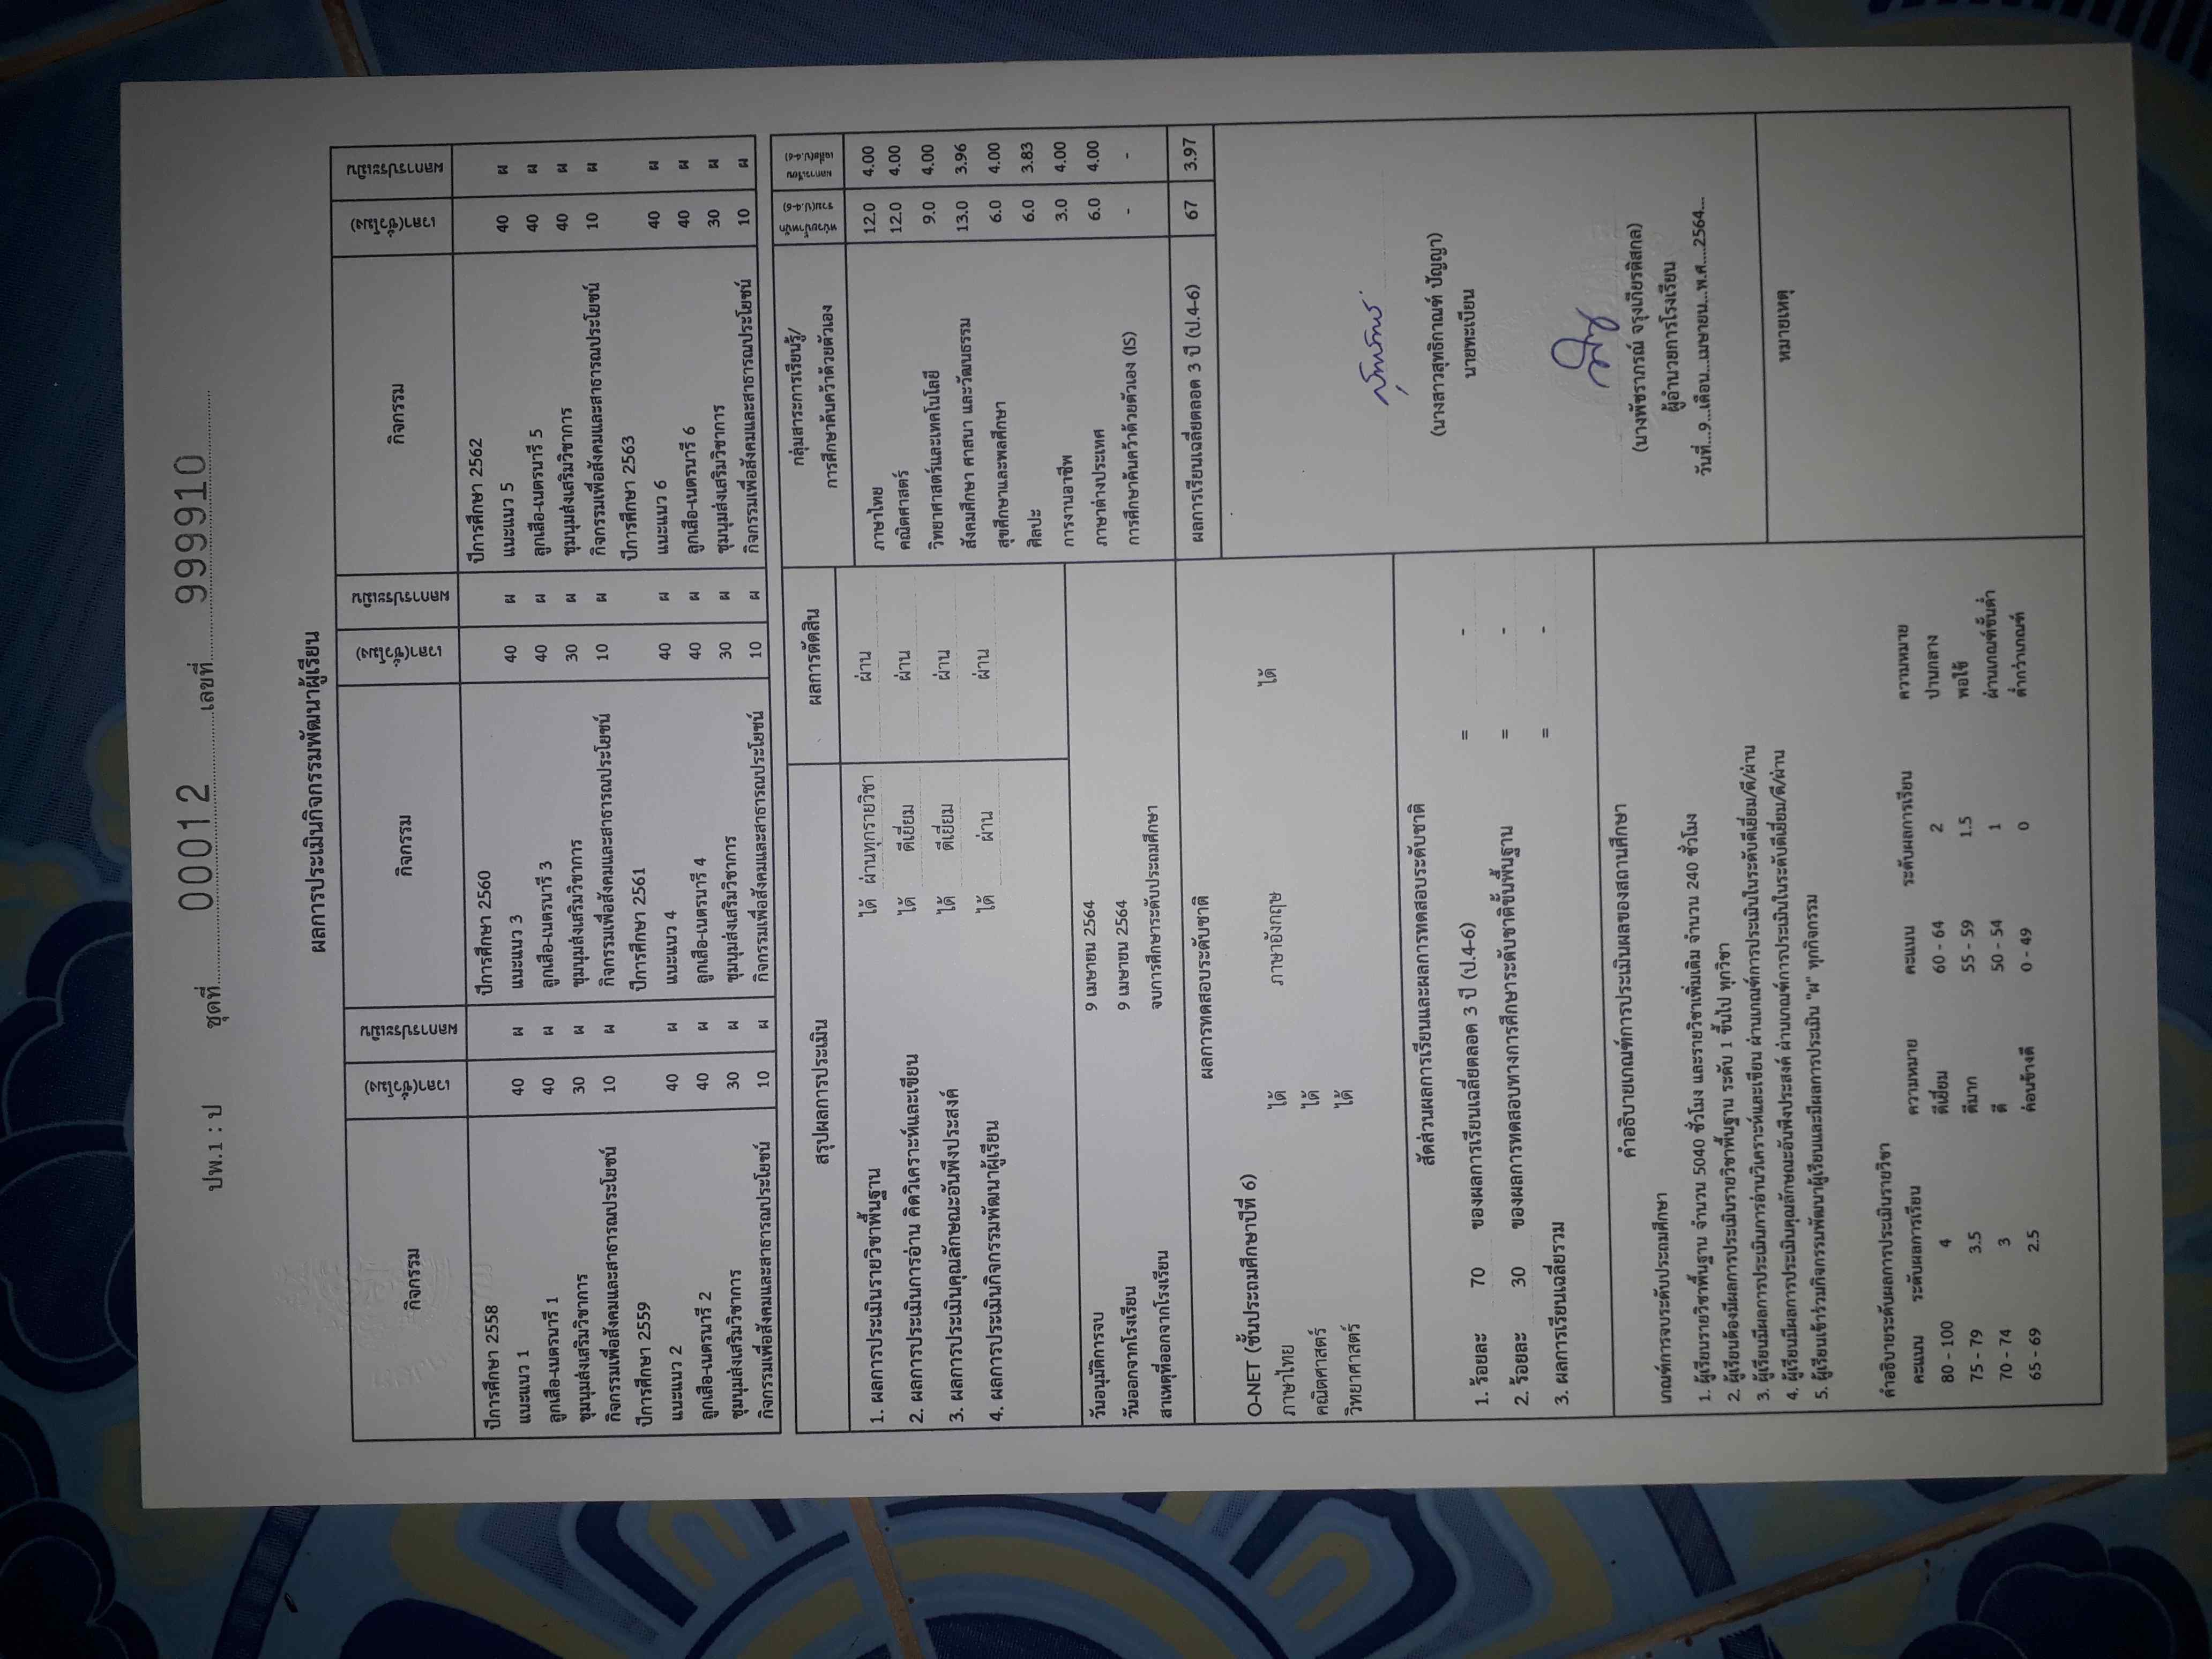 ปพ.1 : ป ชุดที่ 00012 เลขที่ 999910
ผลการประเมินกิจกรรมพัฒนาผู้เรียน
กิจกรรม เวลา(ชั่วโมง) ผลการประเมิน กิจกรรม เวลา(ชั่วโมง) ผลการประเมิน กิจกรรม เวลา(ชั่วโมง) ผลการประเมิน
ปีการศึกษา 2558 ปีการศึกษา 2560 ปีการศึกษา 2562
แนะแนว 1 40 ผ แนะแนว 3 40 ผ แนะแนว 5 40 ผ
ลูกเสือ-เนตรนารี 1 40 ผ ลูกเสือ-เนตรนารี 3 40 ผ ลูกเสือ-เนตรนารี 5 40 ผ
ชุมนุมส่งเสริมวิชาการ 30 ผ ชุมนุมส่งเสริมวิชาการ 30 ผ ชุมนุมส่งเสริมวิชาการ 40 ผ
กิจกรรมเพื่อสังคมและสาธารณประโยชน์ 10 ผ กิจกรรมเพื่อสังคมและสาธารณประโยชน์ 10 ผ กิจกรรมเพื่อสังคมและสาธารณประโยชน์ 10 ผ
ปีการศึกษา 2559 ปีการศึกษา 2561 ปีการศึกษา 2563
แนะแนว 2 40 ผ แนะแนว 4 40 ผ แนะแนว 6 40 ผ
ลูกเสือ-เนตรนารี 2 40 ผ ลูกเสือ-เนตรนารี 4 40 ผ ลูกเสือ-เนตรนารี 6 40 ผ
ชุมนุมส่งเสริมวิชาการ 30 ผ ชุมนุมส่งเสริมวิชาการ 30 ผ ชุมนุมส่งเสริมวิชาการ 30 ผ
กิจกรรมเพื่อสังคมและสาธารณประโยชน์ 10 ผ กิจกรรมเพื่อสังคมและสาธารณประโยชน์ 10 ผ กิจกรรมเพื่อสังคมและสาธารณประโยชน์ 10 ผ
สรุปผลการประเมิน ผลการตัดสิน
1. ผลการประเมินรายวิชาพื้นฐาน ได้ ผ่านทุกรายวิชา ผ่าน
2. ผลการประเมินการอ่าน คิดวิเคราะห์และเขียน ได้ ดีเยี่ยม ผ่าน
3. ผลการประเมินคุณลักษณะอันพึงประสงค์ ได้ ดีเยี่ยม ผ่าน
4. ผลการประเมินกิจกรรมพัฒนาผู้เรียน ได้ ผ่าน ผ่าน
วันอนุมัติการจบ 9 เมษายน 2564
วันออกจากโรงเรียน 9 เมษายน 2564
สาเหตุที่ออกจากโรงเรียน จบการศึกษาระดับประถมศึกษา
ผลการทดสอบระดับชาติ
O-NET (ชั้นประถมศึกษาปีที่ 6)
ภาษาไทย ได้ ภาษาอังกฤษ ได้
คณิตศาสตร์ ได้
วิทยาศาสตร์ ได้
สัดส่วนผลการเรียนและผลการทดสอบระดับชาติ
1. ร้อยละ 70 ของผลการเรียนเฉลี่ยตลอด 3 ปี (ป.4-6) = -
2. ร้อยละ 30 ของผลการทดสอบทางการศึกษาระดับชาติขั้นพื้นฐาน = -
3. ผลการเรียนเฉลี่ยรวม = -
คำอธิบายเกณฑ์การประเมินผลของสถานศึกษา
เกณฑ์การจบระดับประถมศึกษา
1. ผู้เรียนรายวิชาพื้นฐาน จำนวน 5040 ชั่วโมง และรายวิชาเพิ่มเติม จำนวน 240 ชั่วโมง
2. ผู้เรียนต้องมีผลการประเมินรายวิชาพื้นฐาน ระดับ 1 ขึ้นไป ทุกวิชา
3. ผู้เรียนมีผลการประเมินการอ่านวิเคราะห์และเขียน ผ่านเกณฑ์การประเมินในระดับดีเยี่ยม/ดี/ผ่าน
4. ผู้เรียนมีผลการประเมินคุณลักษณะอันพึงประสงค์ ผ่านเกณฑ์การประเมินในระดับดีเยี่ยม/ดี/ผ่าน
5. ผู้เรียนเข้าร่วมกิจกรรมพัฒนาผู้เรียนและมีผลการประเมิน "ผ" ทุกกิจกรรม
คำอธิบายระดับผลการประเมินรายวิชา
คะแนน ระดับผลการเรียน ความหมาย คะแนน ระดับผลการเรียน ความหมาย
80 - 100 4 ดีเยี่ยม 60 - 64 2 ปานกลาง
75 - 79 3.5 ดีมาก 55 - 59 1.5 พอใช้
70 - 74 3 ดี 50 - 54 1 ผ่านเกณฑ์ขั้นต่ำ
65 - 69 2.5 ค่อนข้างดี 0 - 49 0 ต่ำกว่าเกณฑ์
กลุ่มสาระการเรียนรู้/ หน่วยน้ำหนัก ผลการเรียน
การศึกษาค้นคว้าด้วยตัวเอง รวม(ป.4-6) เฉลี่ย(ป.4-6)
ภาษาไทย 12.0 4.00
คณิตศาสตร์ 12.0 4.00
วิทยาศาสตร์และเทคโนโลยี 9.0 4.00
สังคมศึกษา ศาสนา และวัฒนธรรม 13.0 3.96
สุขศึกษาและพลศึกษา 6.0 4.00
ศิลปะ 6.0 3.83
การงานอาชีพ 3.0 4.00
ภาษาต่างประเทศ 6.0 4.00
การศึกษาค้นคว้าด้วยตัวเอง (IS) - -
ผลการเรียนเฉลี่ยตลอด 3 ปี (ป.4-6) 67 3.97
(นางสาวสุทธิกาณฑ์ ปัญญา)
นายทะเบียน
(นางพัชราภรณ์ จรุงเกียรติสกล)
ผู้อำนวยการโรงเรียน
วันที่...9...เดือน...เมษายน...พ.ศ....2564...
หมายเหตุ